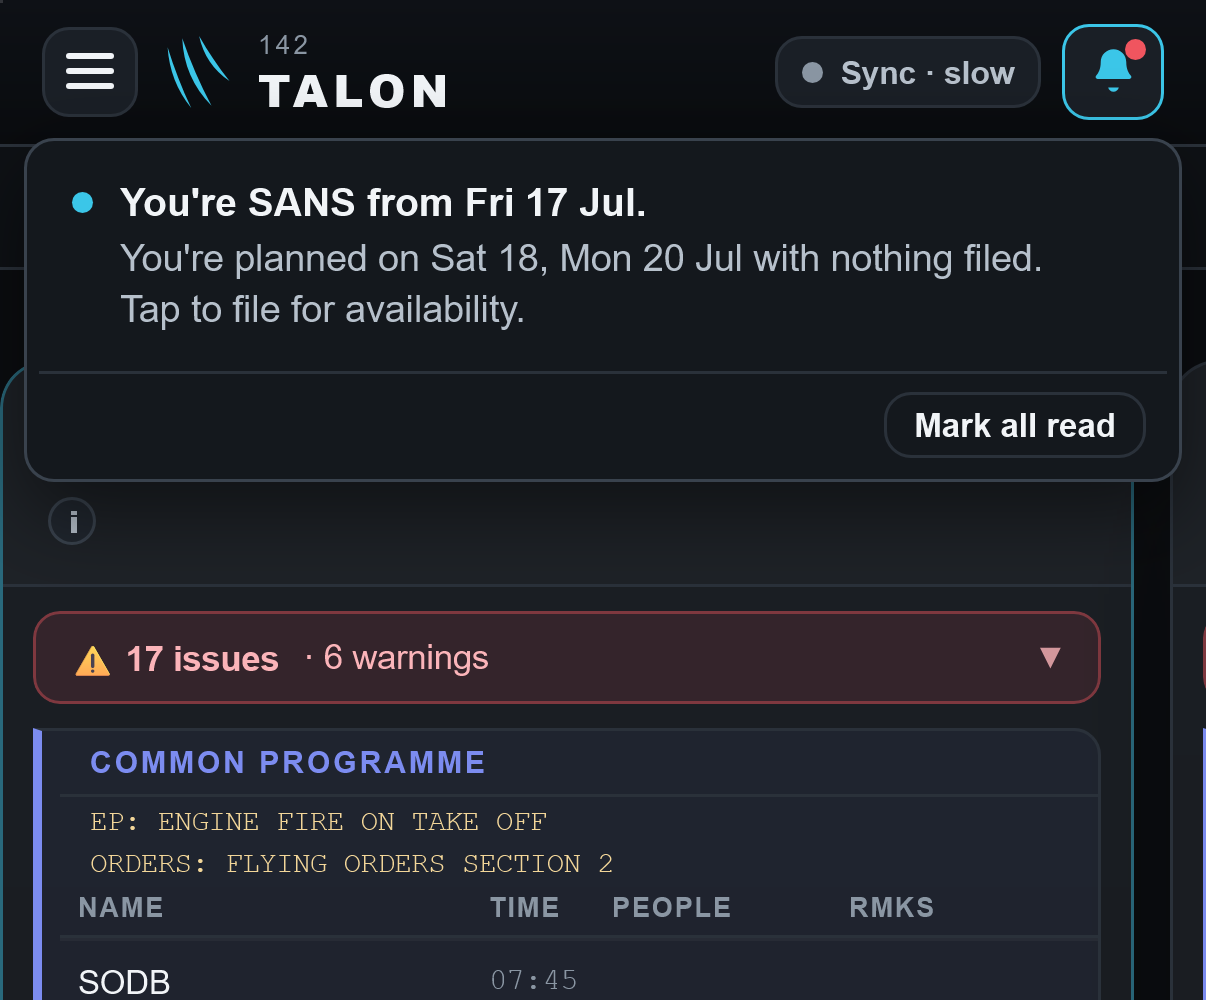 142
TALON
Sync · slow
You're SANS from Fri 17 Jul.
You're planned on Sat 18, Mon 20 Jul with nothing filed.
Tap to file for availability.
Mark all read
i
17 issues · 6 warnings
COMMON PROGRAMME
EP: ENGINE FIRE ON TAKE OFF
ORDERS: FLYING ORDERS SECTION 2
NAME TIME PEOPLE RMKS
SODB 07:45